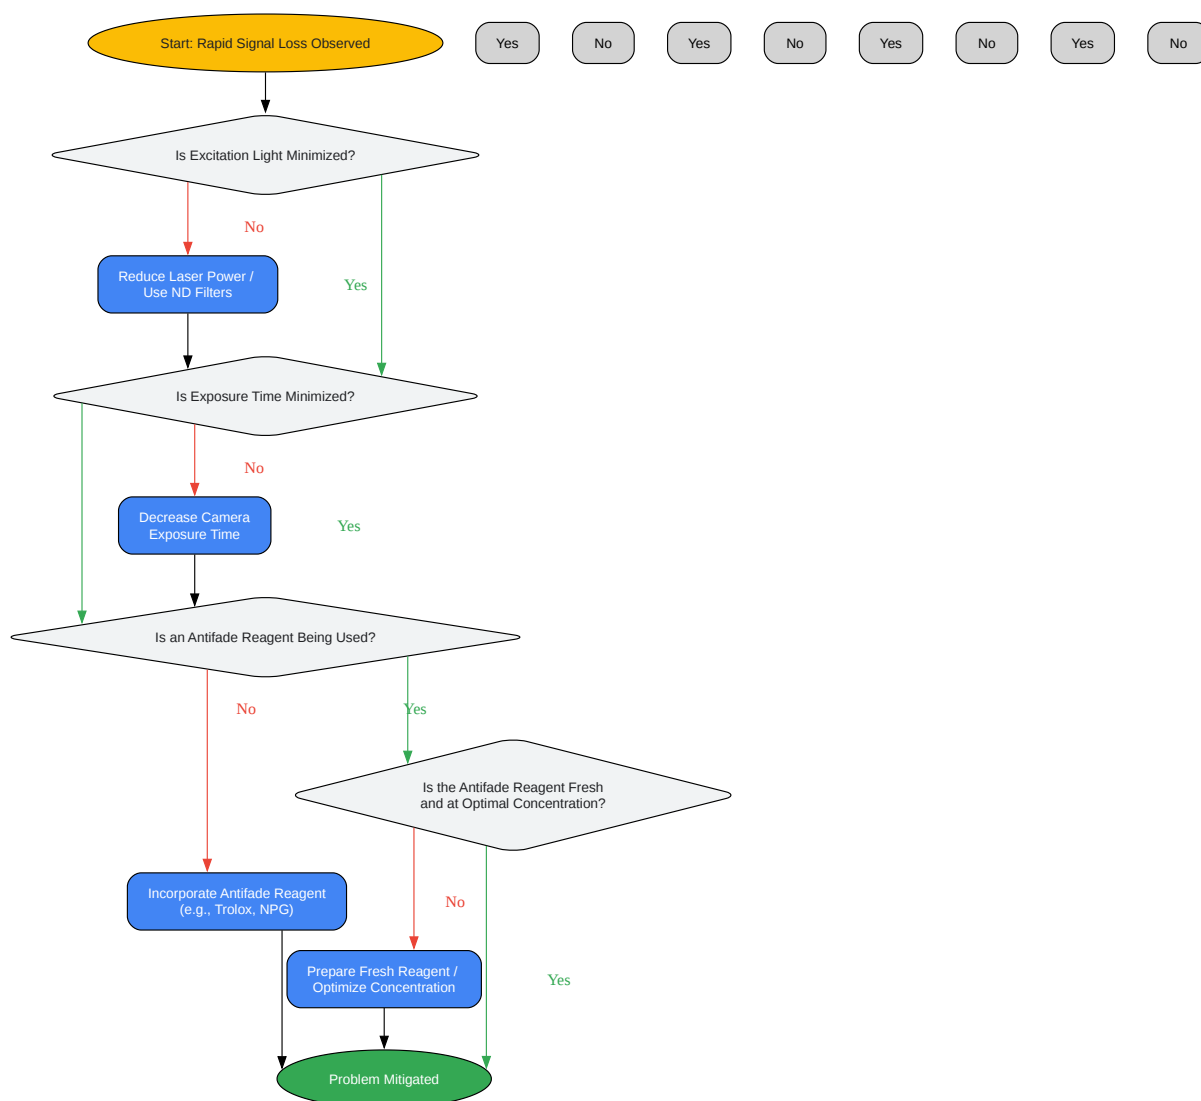 Start: Rapid Signal Loss Observed
Yes
No
Yes
No
Yes
No
Yes
No
Is Excitation Light Minimized?
No
Reduce Laser Power /
Use ND Filters
Yes
Is Exposure Time Minimized?
No
Decrease Camera
Exposure Time
Yes
Is an Antifade Reagent Being Used?
No
Yes
Is the Antifade Reagent Fresh
and at Optimal Concentration?
Incorporate Antifade Reagent
(e.g., Trolox, NPG)
No
Prepare Fresh Reagent /
Optimize Concentration
Yes
Problem Mitigated